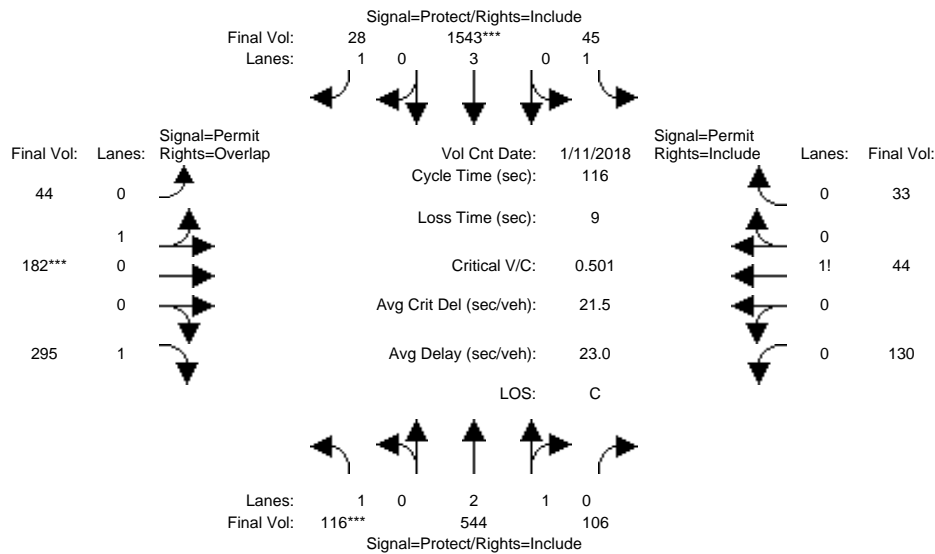 Signal=Protect/Rights=Include
Final Vol: 28 1543*** 45
Lanes: 1 0 3 0 1
Signal=Permit Signal=Permit
Final Vol: Lanes: Rights=Overlap Vol Cnt Date: 1/11/2018 Rights=Include Lanes: Final Vol:
Cycle Time (sec): 116
44 0 0 33
Loss Time (sec): 9
1 0
182*** 0 Critical V/C: 0.501 1! 44
0 Avg Crit Del (sec/veh): 21.5 0
295 1 Avg Delay (sec/veh): 23.0 0 130
LOS: C
Lanes: 1 0 2 1 0
Final Vol: 116*** 544 106
Signal=Protect/Rights=Include